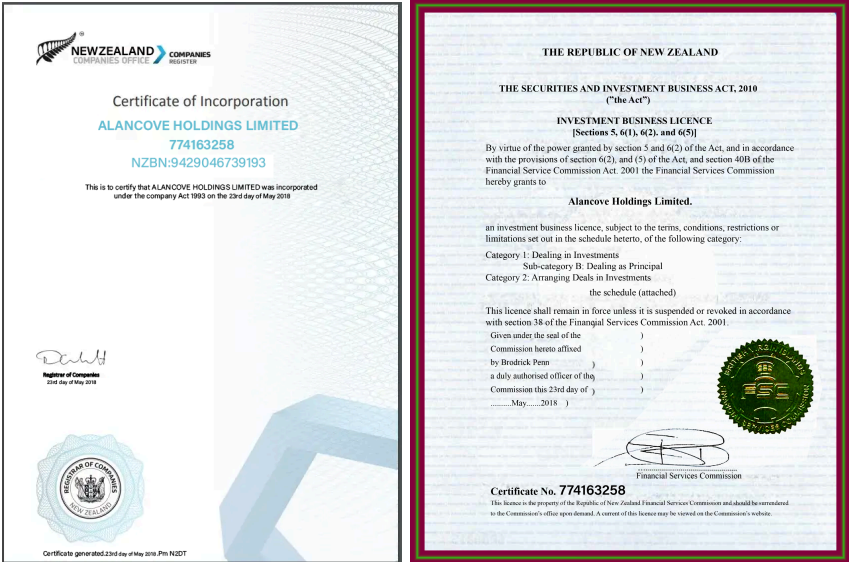 NEWZEALAND
COMPANIES OFFICE
COMPANIES
REGISTER
Certificate of Incorporation
ALANCOVE HOLDINGS LIMITED
774163258
NZBN:9429046739193
This is to certify that ALANCOVE HOLDINGS LIMITED was incorporated
under the company Act 1993 on the 23rd day of May 2018
Registrar of Companies
23rd day of May 2018
REGISTRAR OF COMPANIES
NEW ZEALAND
Certificate generated.23rd day of May 2018 .Pm N2DT
THE REPUBLIC OF NEW ZEALAND
THE SECURITIES AND INVESTMENT BUSINESS ACT, 2010
("the Act")
INVESTMENT BUSINESS LICENCE
[Sections 5, 6(1), 6(2). and 6(5)]
By virtue of the power granted by section 5 and 6(2) of the Act, and in accordance
with the provisions of section 6(2), and (5) of the Act, and section 40B of the
Financial Service Commission Act. 2001 the Financial Services Commission
hereby grants to
Alancove Holdings Limited.
an investment business licence, subject to the terms, conditions, restrictions or
limitations set out in the schedule heterto, of the following category:
Category 1: Dealing in Investments
Sub-category B: Dealing as Principal
Category 2: Arranging Deals in Investments
the schedule (attached)
This licence shall remain in force unless it is suspended or revoked in accordance
with section 38 of the Financial Services Commission Act. 2001.
Given under the seal of the )
Commission hereto affixed )
by Brodrick Penn ) )
a duly authorised officer of the) )
Commission this 23rd day of ) )
..........May.......2018 )
FSC
Financial Services Commission
Certificate No. 774163258
This licence is the property of the Republic of New Zealand Financial Services Commission and should be surrendered
to the Commission's office upon demand. A current of this licence may be viewed on the Commission's website.